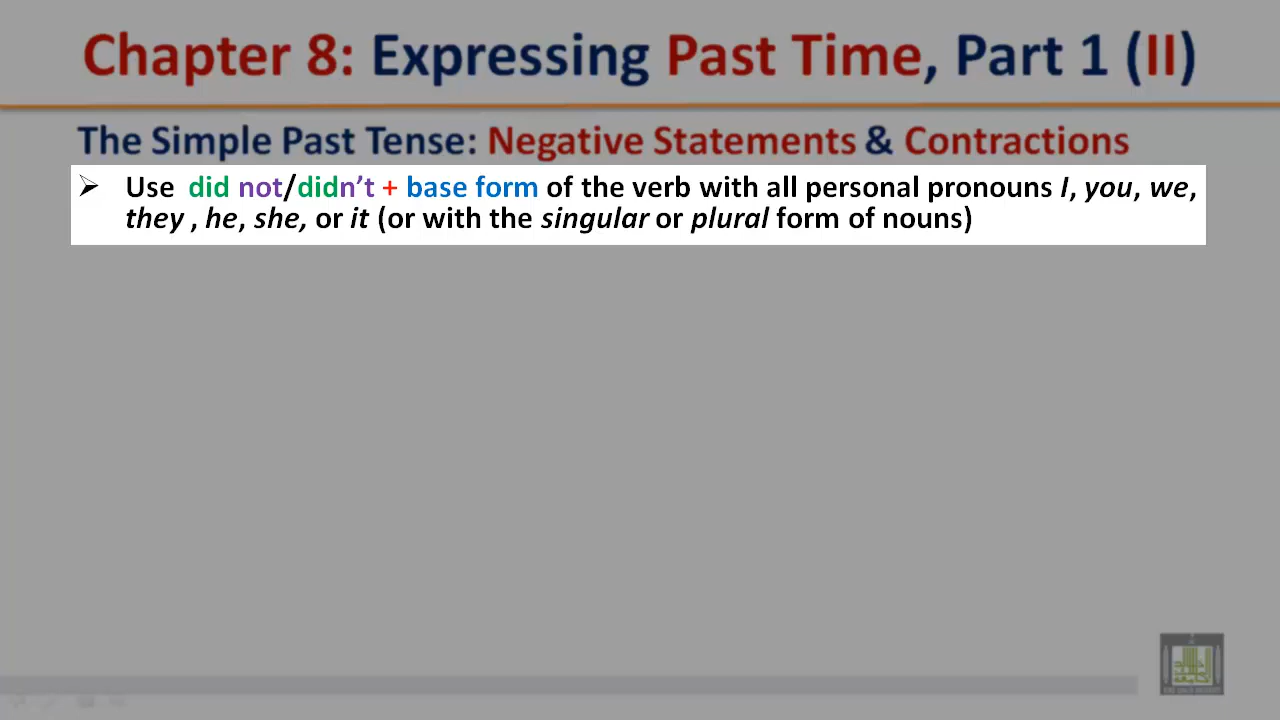 Chapter 8: Expressing Past Time, Part 1 (II)
The Simple Past Tense: Negative Statements & Contractions
➢ Use did not/didn’t + base form of the verb with all personal pronouns I, you, we,
they , he, she, or it (or with the singular or plural form of nouns)